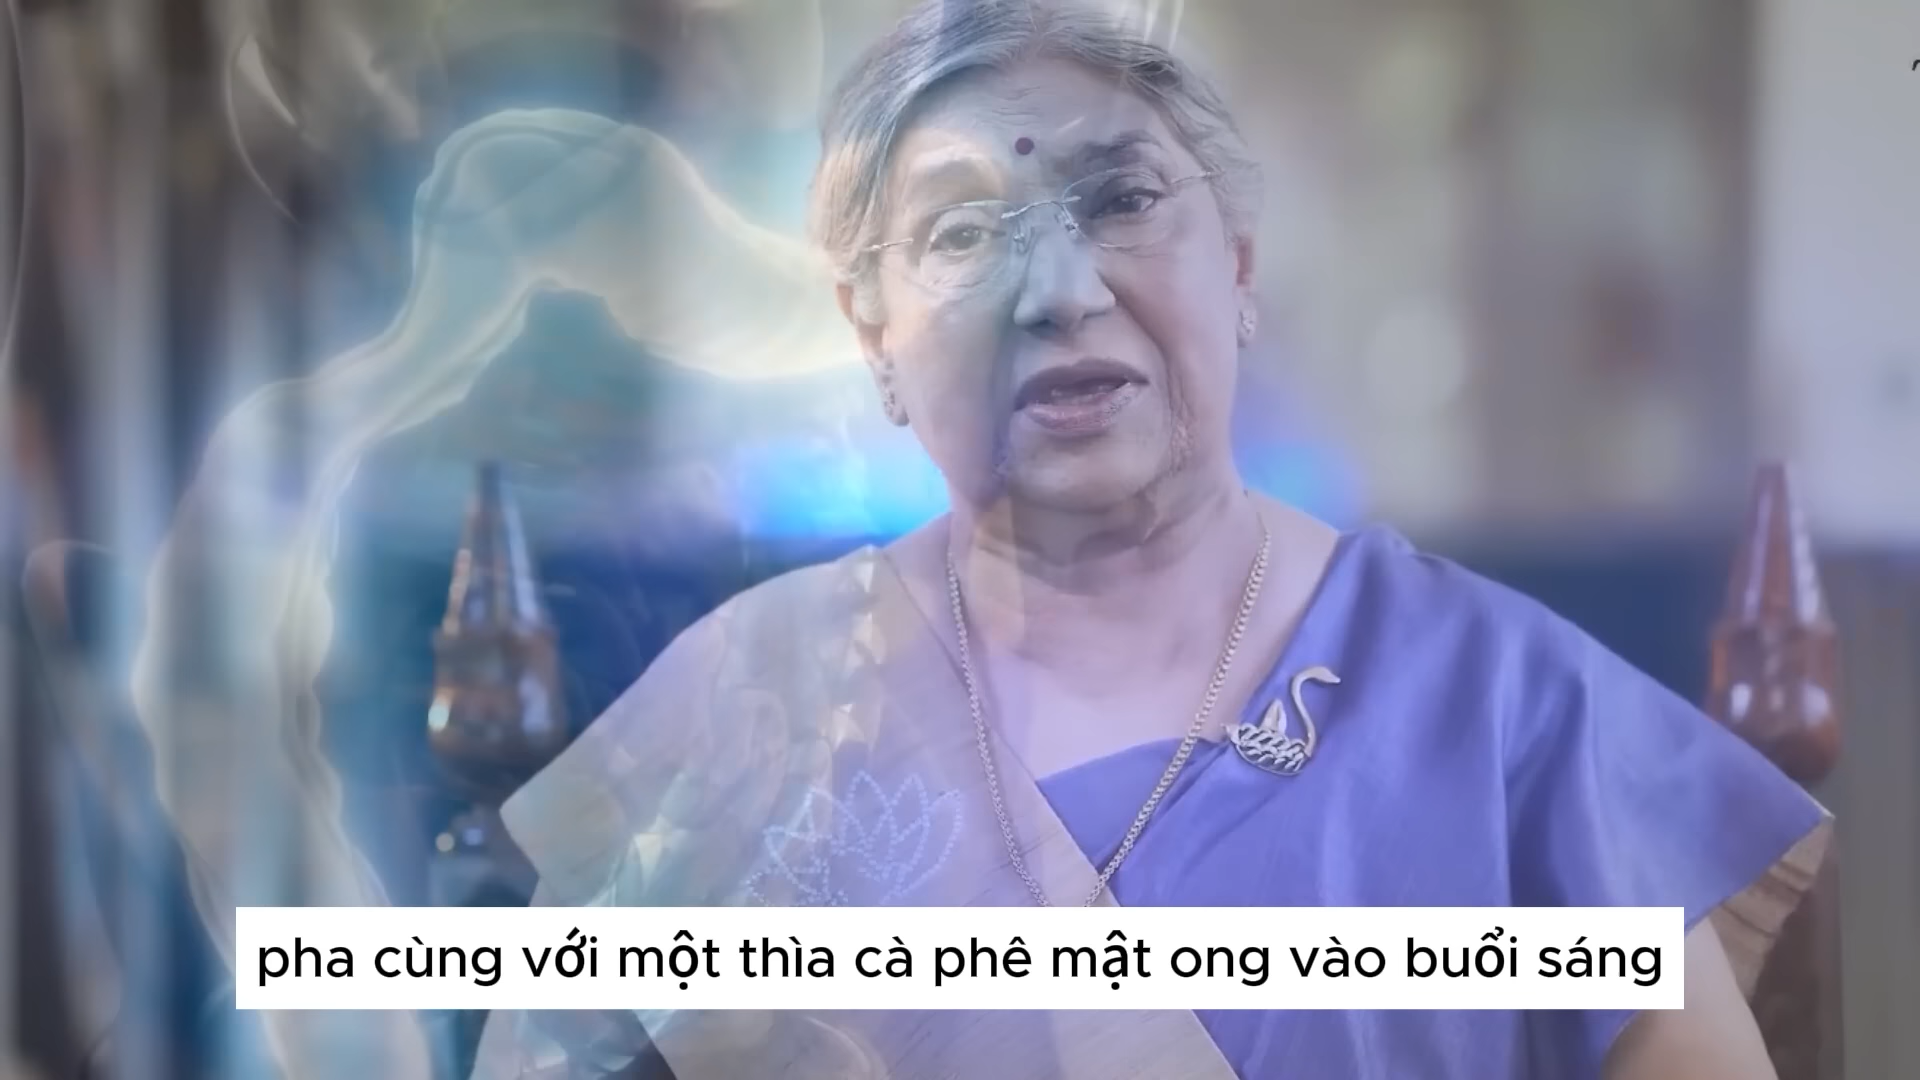 pha cùng với một thìa cà phê mật ong vào buổi sáng